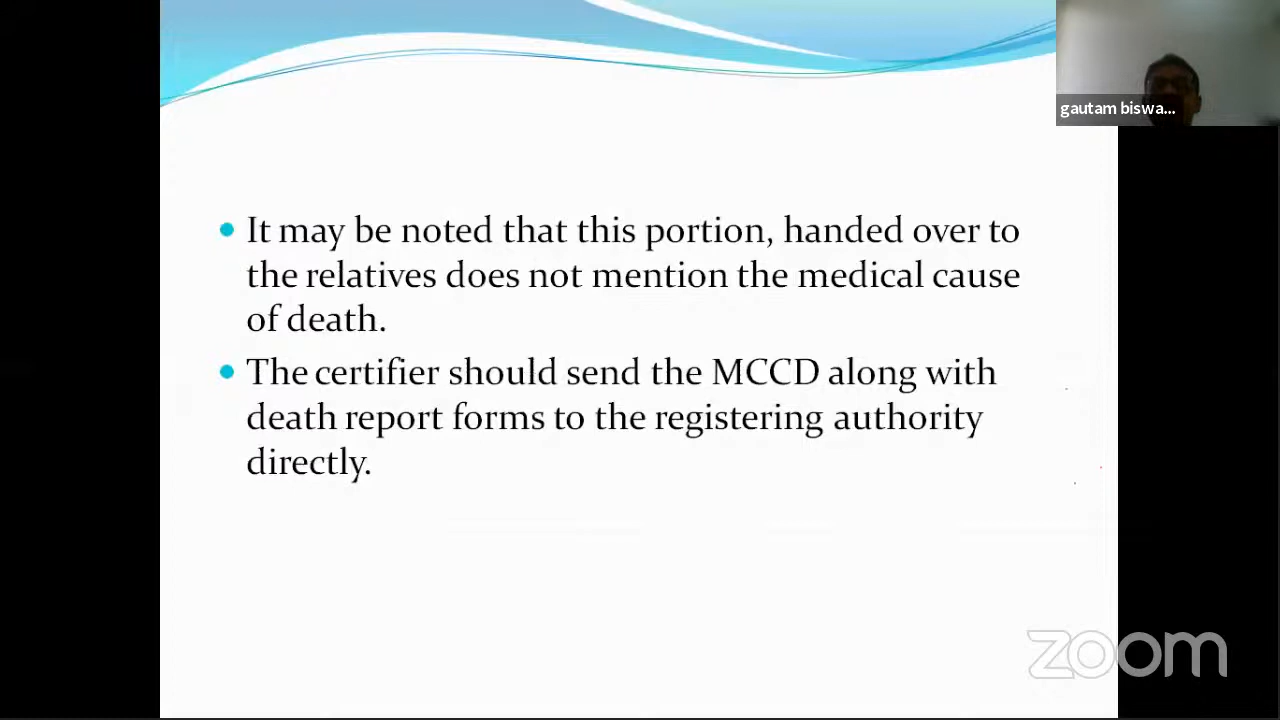 gautam biswa...
It may be noted that this portion, handed over to
the relatives does not mention the medical cause
of death.
The certifier should send the MCCD along with
death report forms to the registering authority
directly.
zoom